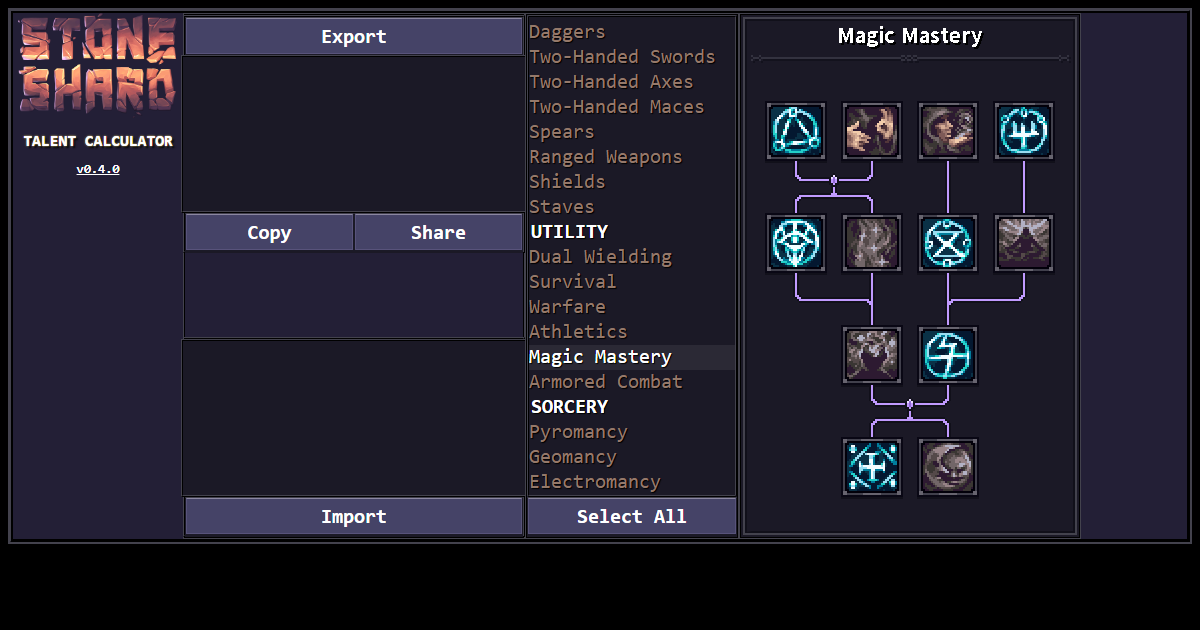 STONE
SHARD
TALENT CALCULATOR
v0.4.0
Export
Copy
Share
Import
Daggers
Two-Handed Swords
Two-Handed Axes
Two-Handed Maces
Spears
Ranged Weapons
Shields
Staves
UTILITY
Dual Wielding
Survival
Warfare
Athletics
Magic Mastery
Armored Combat
SORCERY
Pyromancy
Geomancy
Electromancy
Select All
Magic Mastery